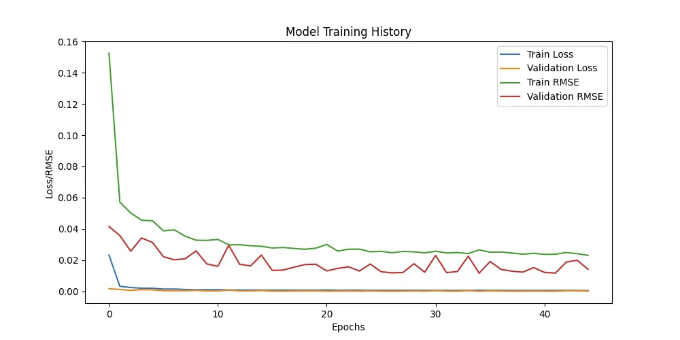 Model Training History
Train Loss
Validation Loss
Train RMSE
Validation RMSE
Loss/RMSE
0.16
0.14
0.12
0.10
0.08
0.06
0.04
0.02
0.00
0
10
20
30
40
Epochs